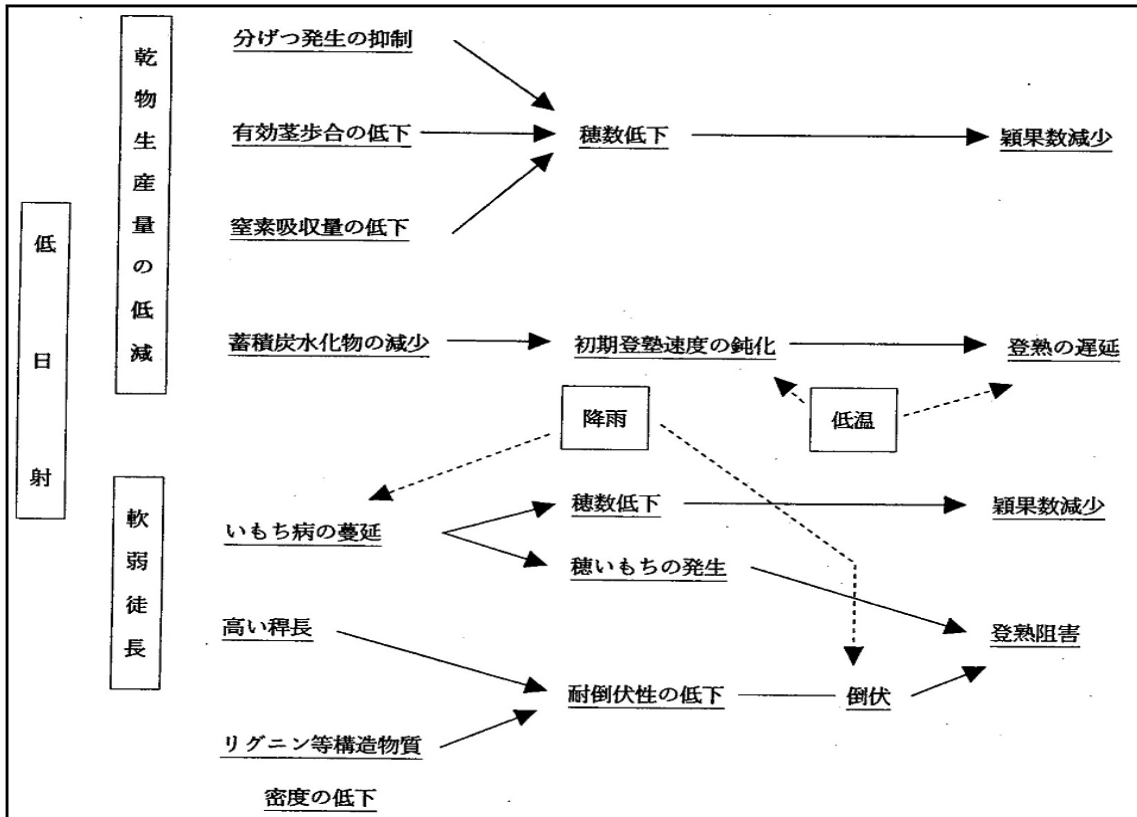 低日射
乾物生産量の低減
分げつ発生の抑制
有効茎歩合の低下
穂数低下
穎果数減少
窒素吸収量の低下
蓄積炭水化物の減少
初期登塾速度の鈍化
登熟の遅延
降雨
低温
軟弱徒長
いもち病の蔓延
穂数低下
穎果数減少
穂いもちの発生
高い稈長
登熟阻害
耐倒伏性の低下
倒伏
リグニン等構造物質
密度の低下